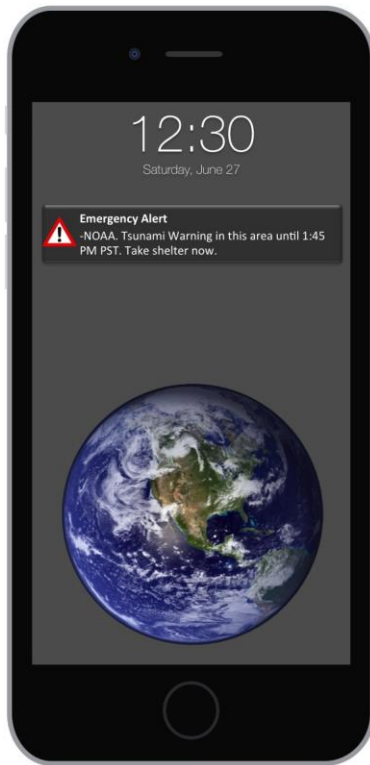 12:30
Saturday, June 27
Emergency Alert
-NOAA. Tsunami Warning in this area until 1:45
PM PST. Take shelter now.